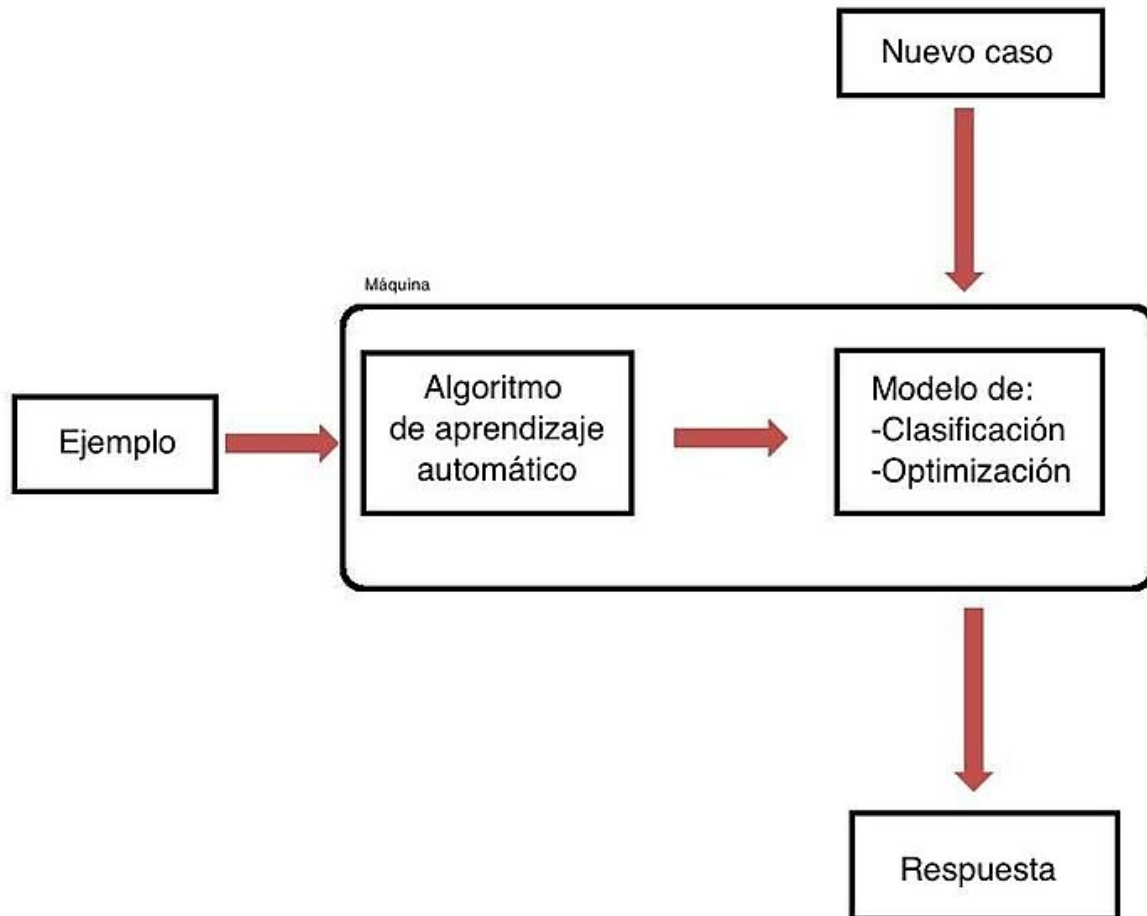 Nuevo caso
Máquina
Ejemplo
Algoritmo
de aprendizaje
automático
Modelo de:
-Clasificación
-Optimización
Respuesta